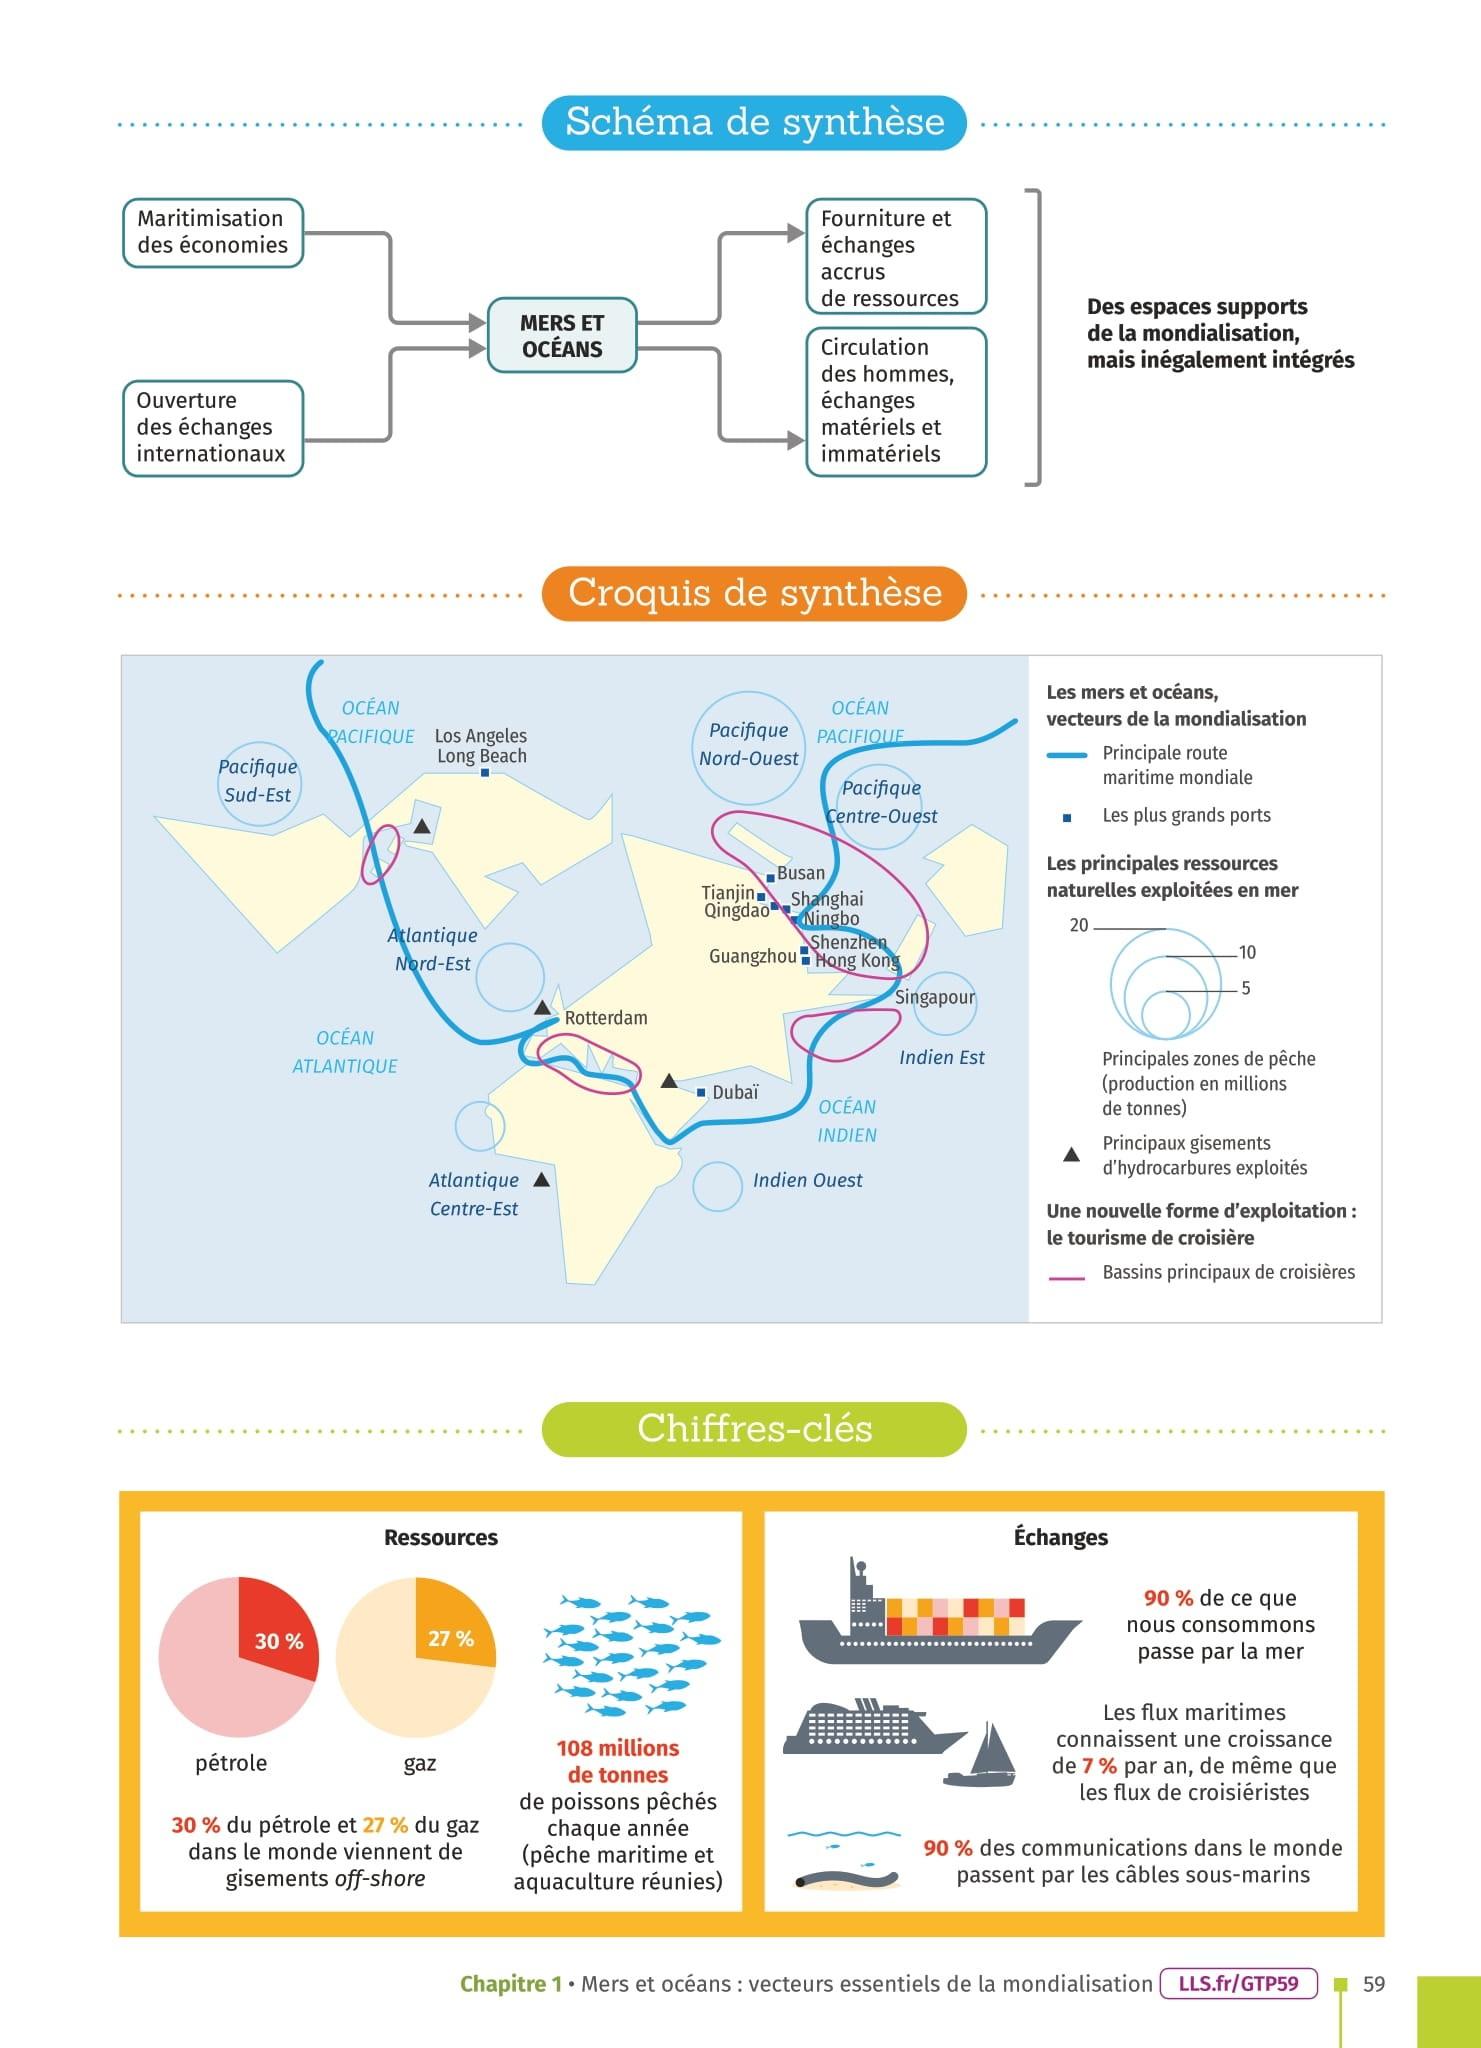 Schéma de synthèse
Maritimisation
des économies
Ouverture
des échanges
internationaux
MERS ET
OCÉANS
Fourniture et
échanges
accrus
de ressources
Circulation
des hommes,
échanges
matériels et
immatériels
Des espaces supports
de la mondialisation,
mais inégalement intégrés
Croquis de synthèse
OCÉAN
PACIFIQUE
Los Angeles
Long Beach
Pacifique
Sud-Est
Pacifique
Nord-Ouest
OCÉAN
PACIFIQUE
Pacifique
Centre-Ouest
Busan
Tianjin
Qingdao
Shanghai
Ningbo
Guangzhou
Shenzhen
Hong Kong
Atlantique
Nord-Est
Singapour
Rotterdam
OCÉAN
ATLANTIQUE
Indien Est
Dubaï
OCÉAN
INDIEN
Atlantique
Centre-Est
Indien Ouest
Les mers et océans,
vecteurs de la mondialisation
Principale route
maritime mondiale
Les plus grands ports
Les principales ressources
naturelles exploitées en mer
20
10
5
Principales zones de pêche
(production en millions
de tonnes)
Principaux gisements
d'hydrocarbures exploités
Une nouvelle forme d'exploitation :
le tourisme de croisière
Bassins principaux de croisières
Chiffres-clés
Ressources
30 %
27 %
pétrole
gaz
30 % du pétrole et 27 % du gaz
dans le monde viennent de
gisements off-shore
108 millions
de tonnes
de poissons pêchés
chaque année
(pêche maritime et
aquaculture réunies)
Échanges
90 % de ce que
nous consommons
passe par la mer
Les flux maritimes
connaissent une croissance
de 7 % par an, de même que
les flux de croisiéristes
90 % des communications dans le monde
passent par les câbles sous-marins
Chapitre 1 • Mers et océans : vecteurs essentiels de la mondialisation LLS.fr/GTP59 59